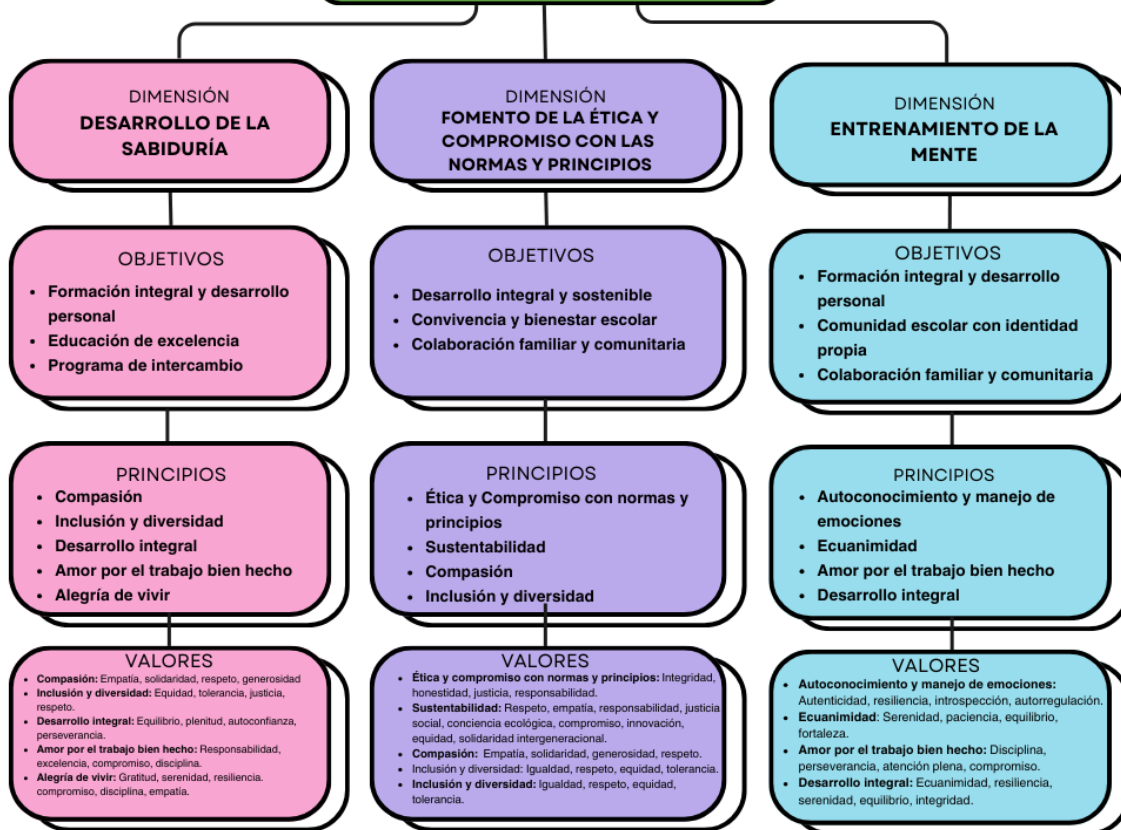 DIMENSIÓN
DESARROLLO DE LA
SABIDURÍA
OBJETIVOS
• Formación integral y desarrollo
personal
• Educación de excelencia
• Programa de intercambio
PRINCIPIOS
• Compasión
• Inclusión y diversidad
• Desarrollo integral
• Amor por el trabajo bien hecho
• Alegría de vivir
VALORES
• Compasión: Empatía, solidaridad, respeto, generosidad
• Inclusión y diversidad: Equidad, tolerancia, justicia,
respeto.
• Desarrollo integral: Equilibrio, plenitud, autoconfianza,
perseverancia.
• Amor por el trabajo bien hecho: Responsabilidad,
excelencia, compromiso, disciplina.
• Alegría de vivir: Gratitud, serenidad, resiliencia.
compromiso, disciplina, empatía.
DIMENSIÓN
FOMENTO DE LA ÉTICA Y
COMPROMISO CON LAS
NORMAS Y PRINCIPIOS
OBJETIVOS
• Desarrollo integral y sostenible
• Convivencia y bienestar escolar
• Colaboración familiar y comunitaria
PRINCIPIOS
• Ética y Compromiso con normas y
principios
• Sustentabilidad
• Compasión
• Inclusión y diversidad
VALORES
• Ética y compromiso con normas y principios: Integridad,
honestidad, justicia, responsabilidad.
• Sustentabilidad: Respeto, empatía, responsabilidad, justicia
social, conciencia ecológica, compromiso, innovación,
equidad, solidaridad intergeneracional.
• Compasión: Empatía, solidaridad, generosidad, respeto.
• Inclusión y diversidad: Igualdad, respeto, equidad, tolerancia.
• Inclusión y diversidad: Igualdad, respeto, equidad,
tolerancia.
DIMENSIÓN
ENTRENAMIENTO DE LA
MENTE
OBJETIVOS
• Formación integral y desarrollo
personal
• Comunidad escolar con identidad
propia
• Colaboración familiar y comunitaria
PRINCIPIOS
• Autoconocimiento y manejo de
emociones
• Ecuanimidad
• Amor por el trabajo bien hecho
• Desarrollo integral
VALORES
• Autoconocimiento y manejo de emociones:
Autenticidad, resiliencia, introspección, autorregulación.
• Ecuanimidad: Serenidad, paciencia, equilibrio,
fortaleza.
• Amor por el trabajo bien hecho: Disciplina,
perseverancia, atención plena, compromiso.
• Desarrollo integral: Ecuanimidad, resiliencia,
serenidad, equilibrio, integridad.